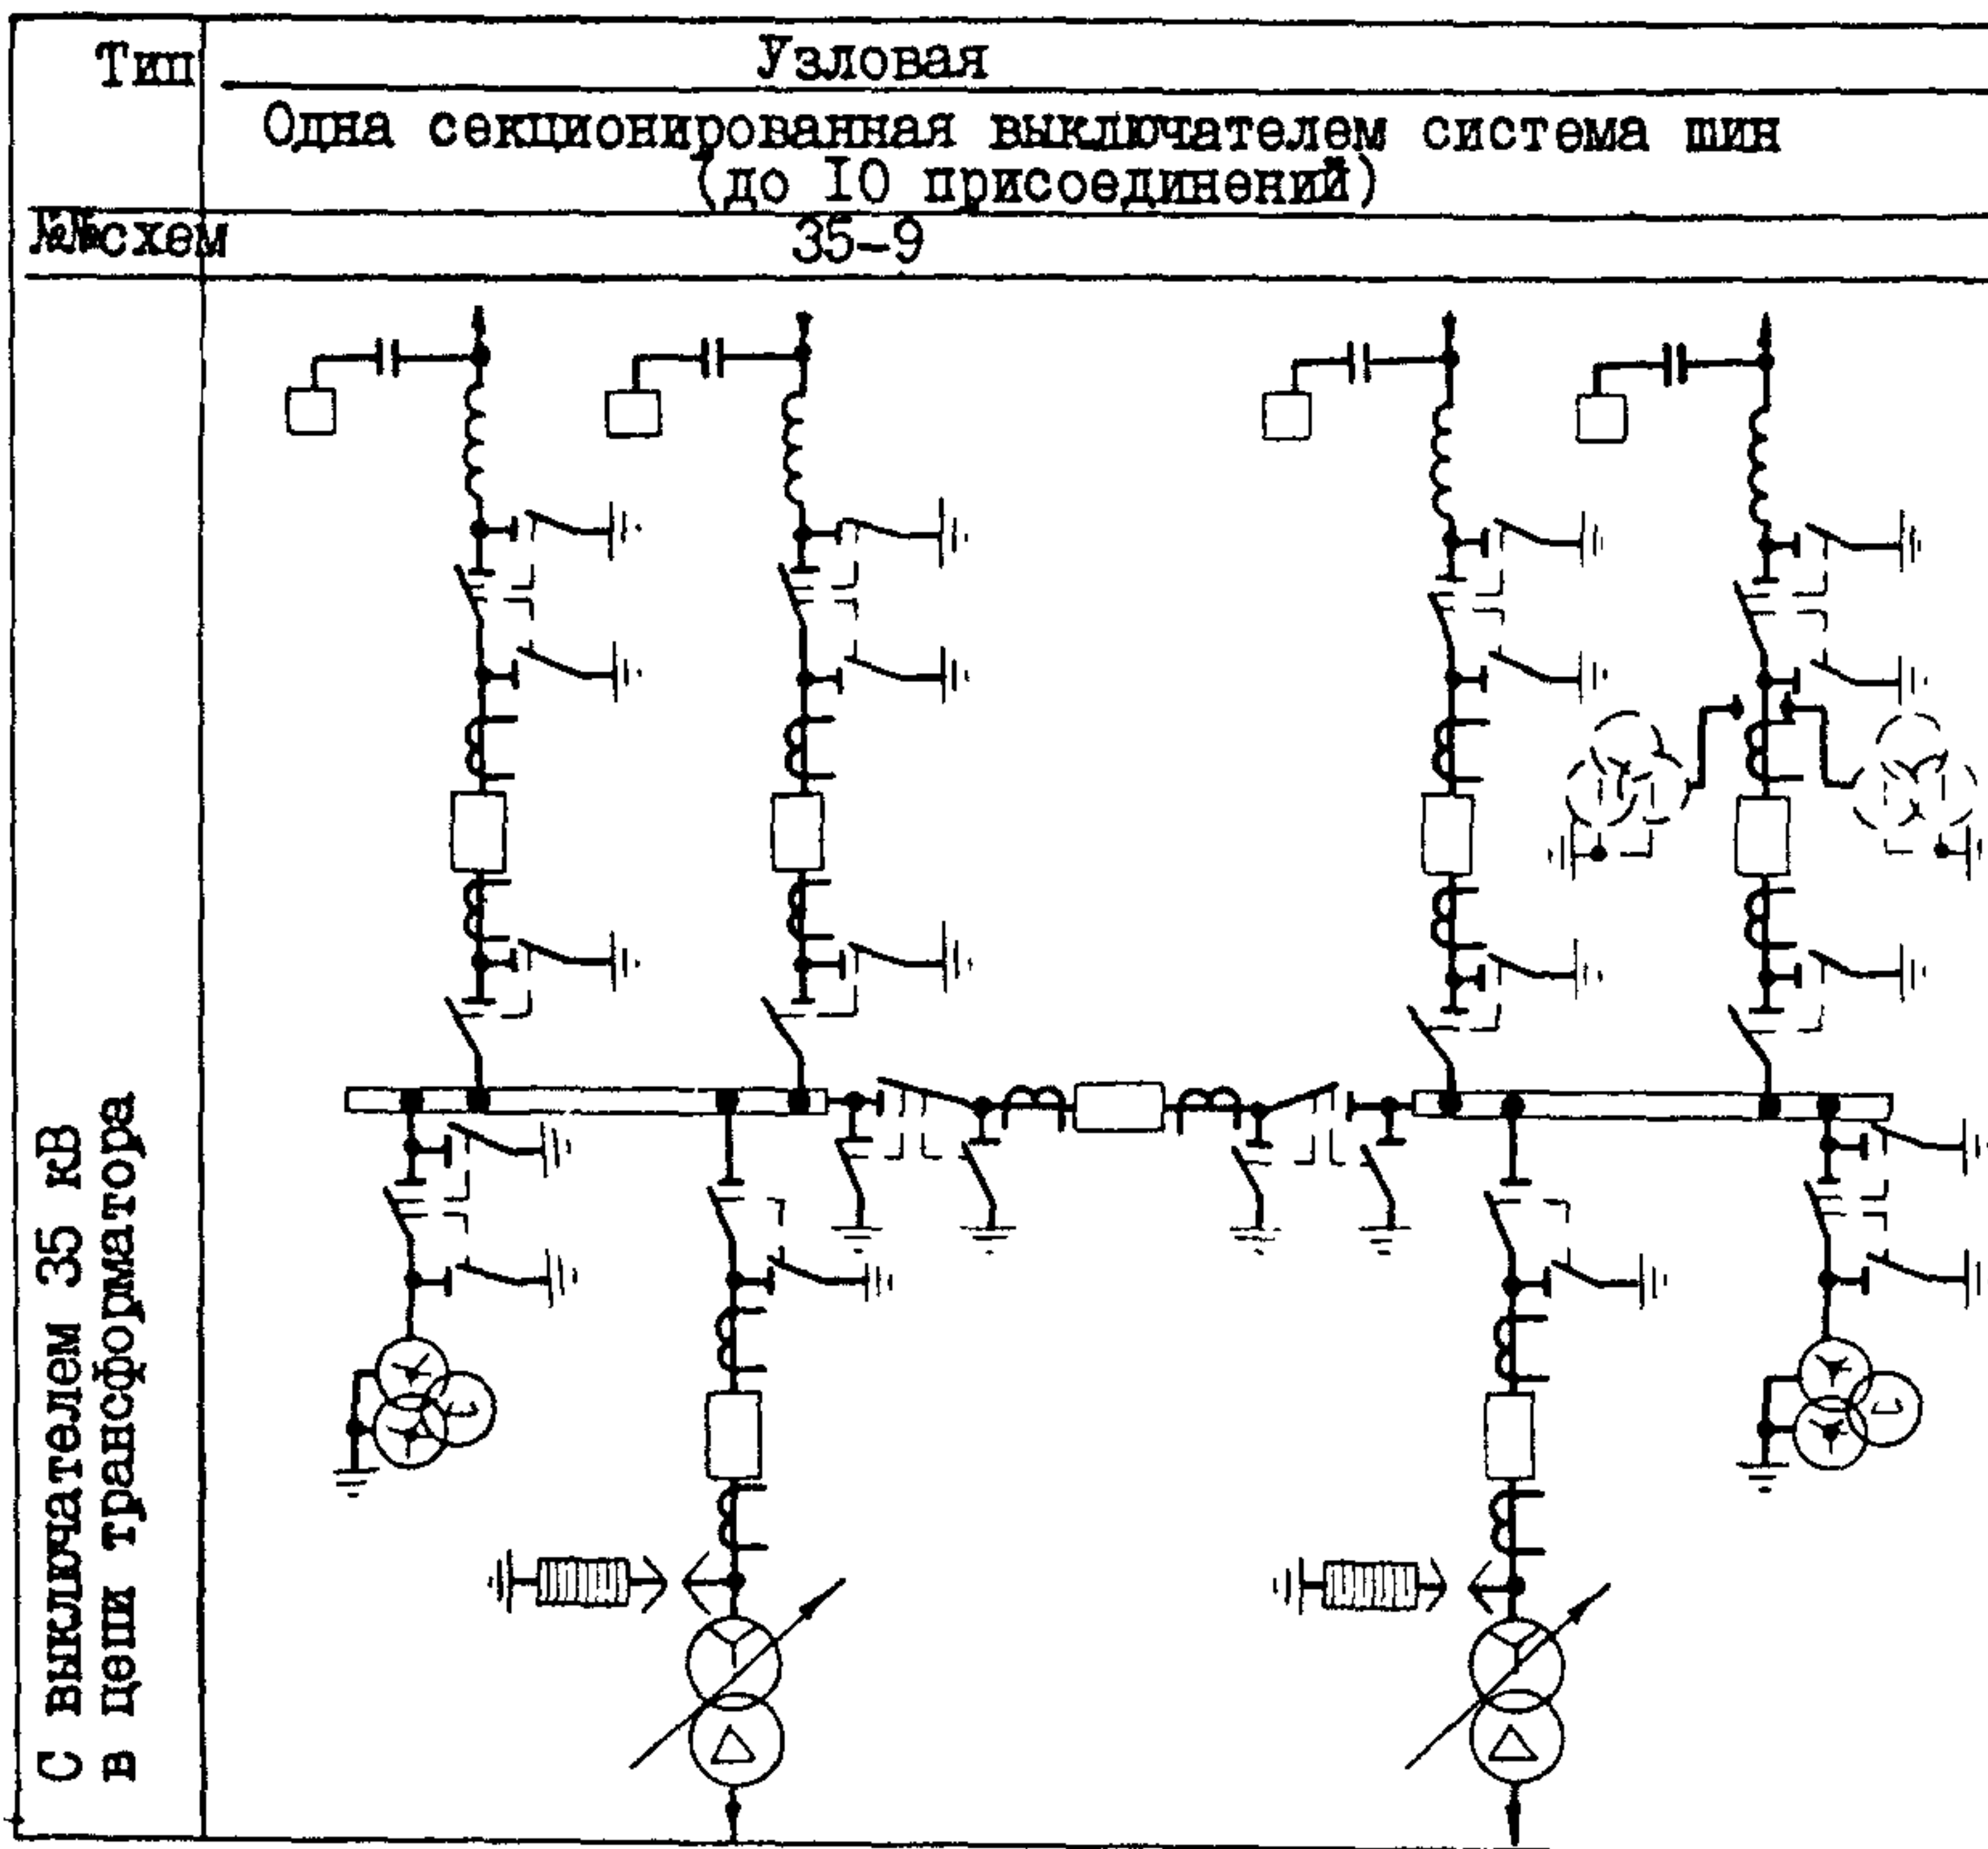 Тип
Узловая
Одна секционированная выключателем система шин
(до 10 присоединений)
№№схем
35-9
С выключателем 35 кВ
в цепи трансформатора